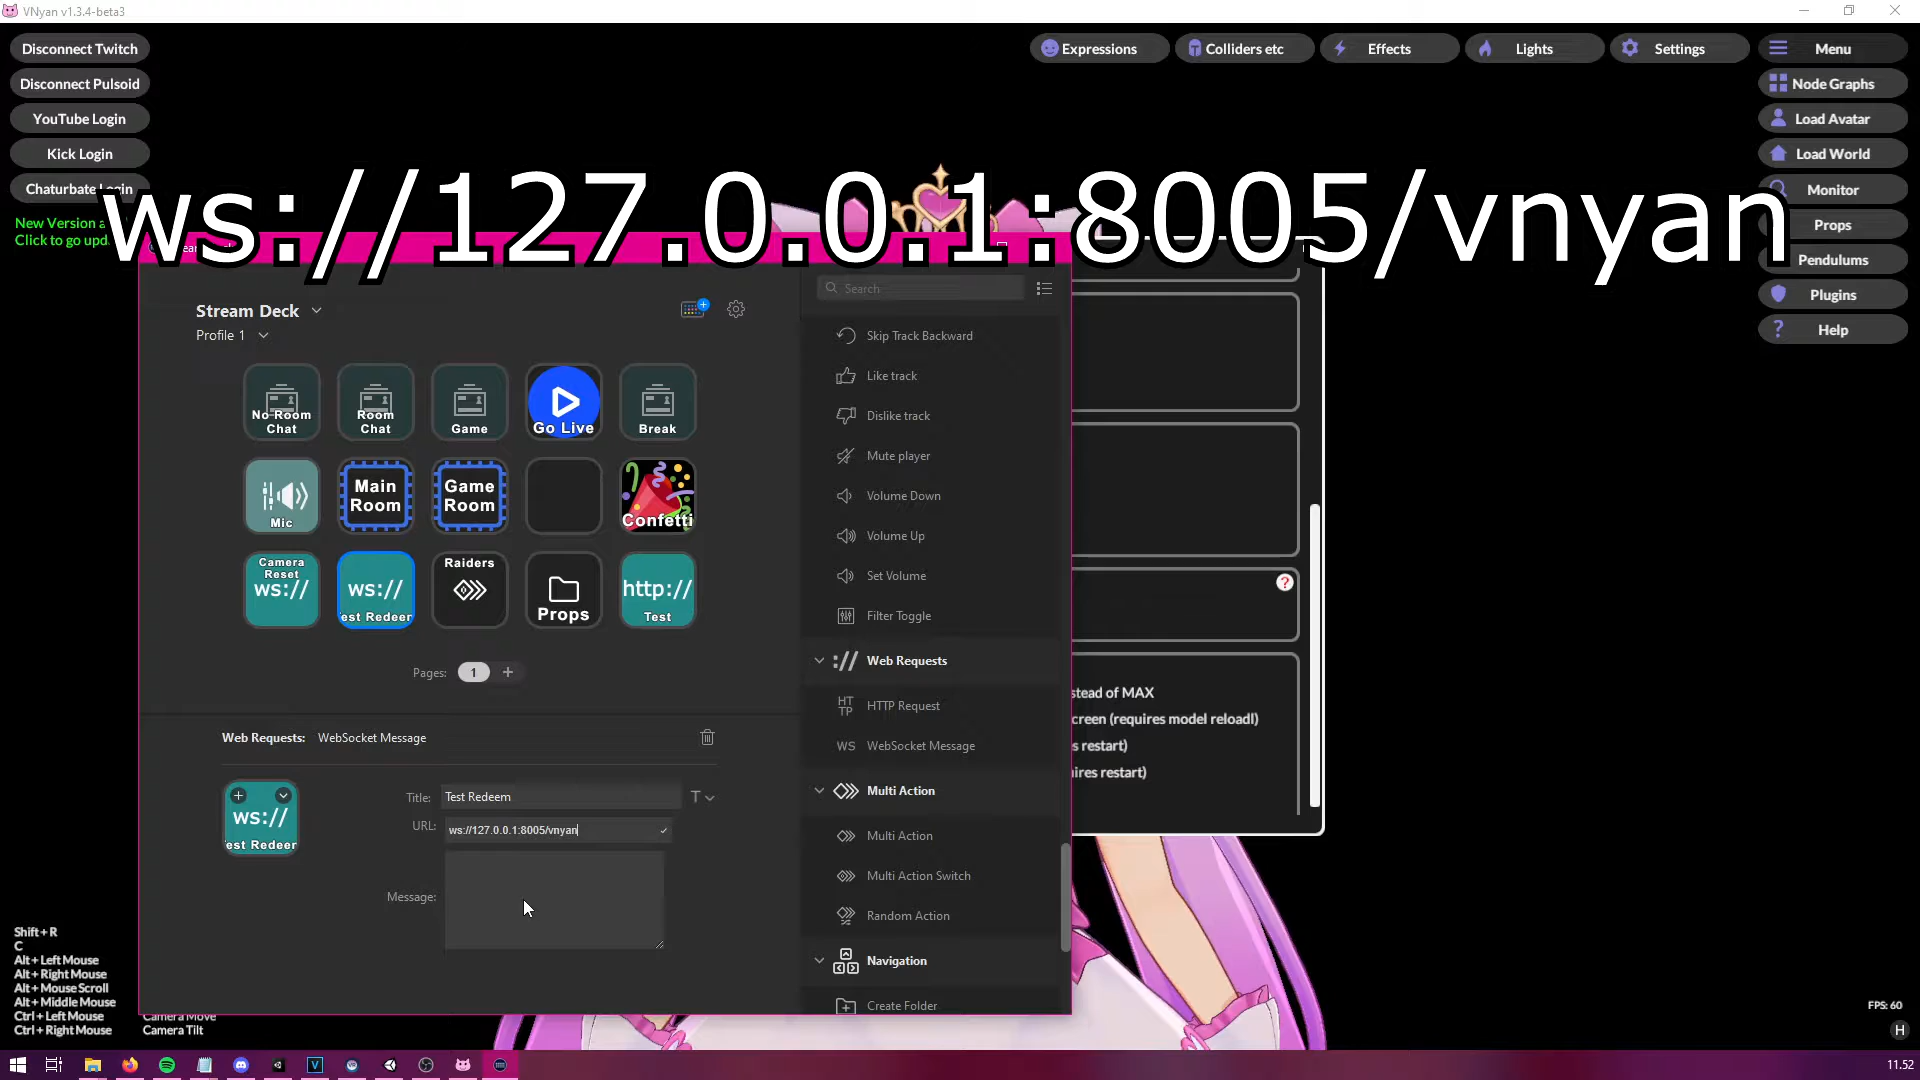 VNyan v1.3.4-beta3
Disconnect Twitch
Disconnect Pulsoid
YouTube Login
Kick Login
Chaturbate Login
New Version a
Click to go upd
Expressions
Colliders etc
Effects
Lights
Settings
Menu
Node Graphs
Load Avatar
Load World
Monitor
Props
Pendulums
Plugins
? Help
ws://127.0.0.1:8005/vnyan
Stream Deck
Profile 1
No Room Chat
Room Chat
Game
Go Live
Break
Mic
Main Room
Game Room
Confetti
Camera Reset
ws://
ws://
est Redeer
Raiders
Props
http://
Test
Pages:
1
+
Search
Skip Track Backward
Like track
Dislike track
Mute player
Volume Down
Volume Up
Set Volume
Filter Toggle
:// Web Requests
HTTP HTTP Request
WS WebSocket Message
Multi Action
Multi Action
Multi Action Switch
Random Action
Navigation
Create Folder
Web Requests: WebSocket Message
ws://
est Redeer
Title: Test Redeem
T
URL: ws://127.0.0.1:8005/vnyan
Message:
?
stead of MAX
creen (requires model reload!)
s restart)
ires restart)
Shift + R
C
Alt + Left Mouse
Alt + Right Mouse
Alt + Mouse Scroll
Alt + Middle Mouse
Ctrl + Left Mouse Camera Move
Ctrl + Right Mouse Camera Tilt
FPS: 60
H
11.52